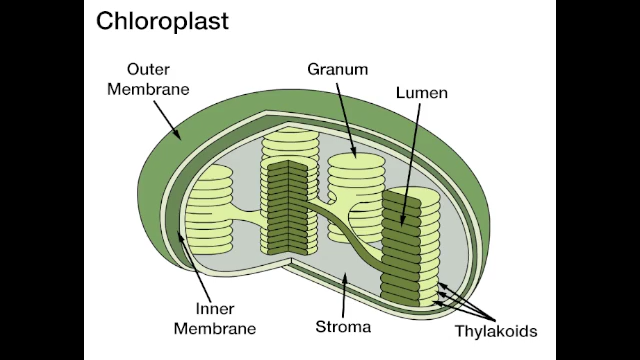 Chloroplast
Outer
Membrane
Granum
Lumen
Inner
Membrane
Stroma
Thylakoids